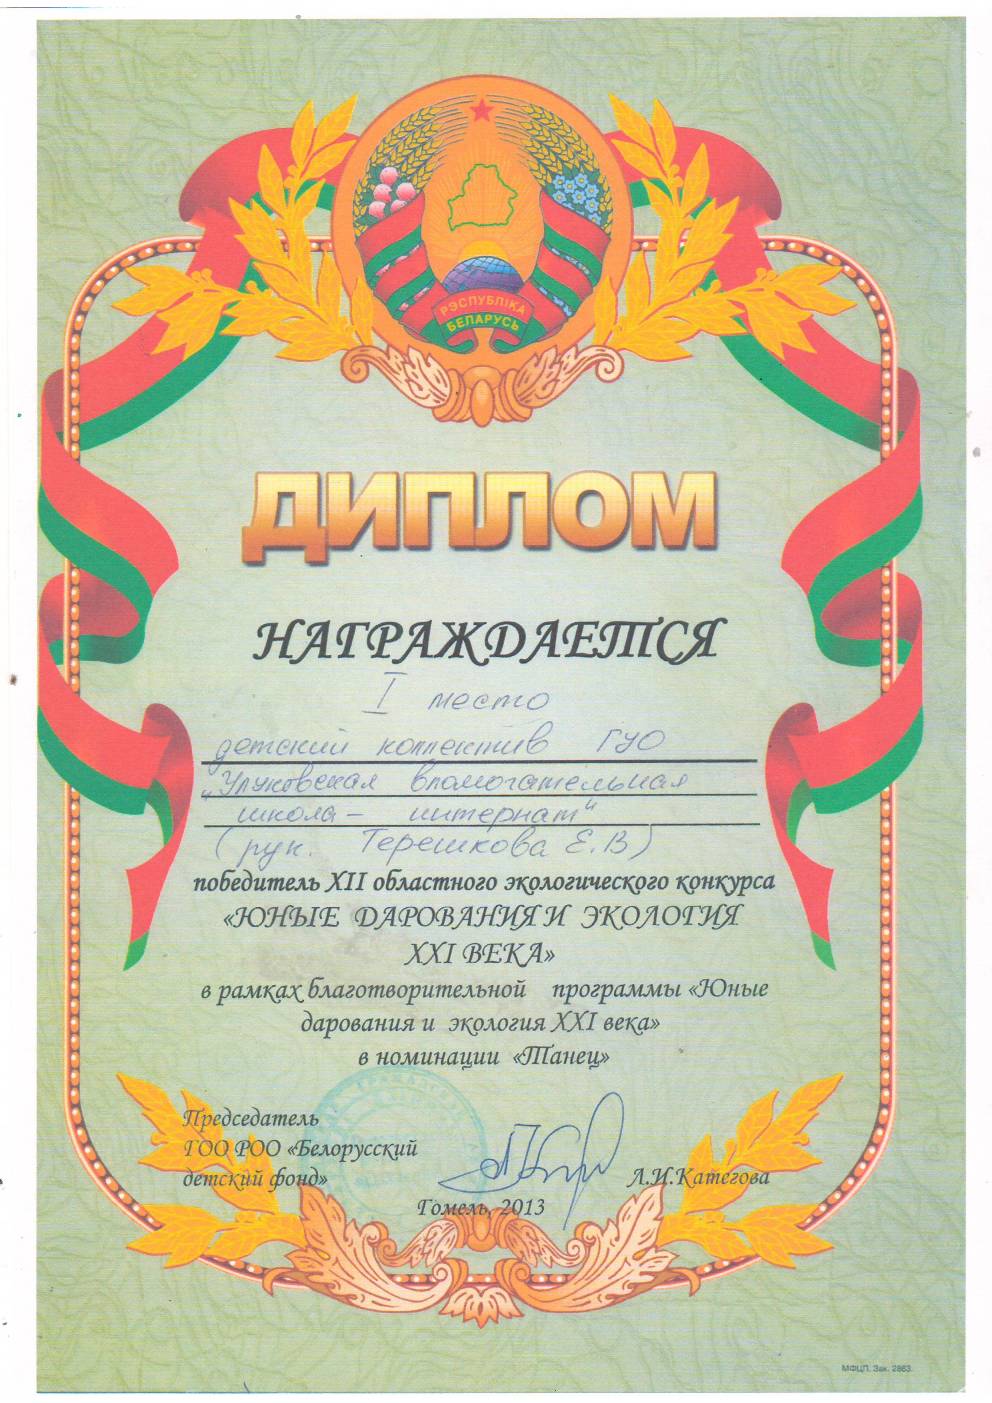 РЭСПУБЛІКА
БЕЛАРУСЬ
ДИПЛОМ
НАГРАЖДАЕТСЯ
I место
детский коллектив ГУО
"Улуковская вспомогательная
школа- интернат"
(рук. Терешкова Е.В)
победитель XII областного экологического конкурса
«ЮНЫЕ ДАРОВАНИЯ И ЭКОЛОГИЯ
XXI ВЕКА»
в рамках благотворительной программы «Юные
дарования и экология XXI века»
в номинации «Танец»
Председатель
ГОО РОО «Белорусский
детский фонд»
Л.И.Категова
Гомель, 2013
МФЦП. Зак. 2863.